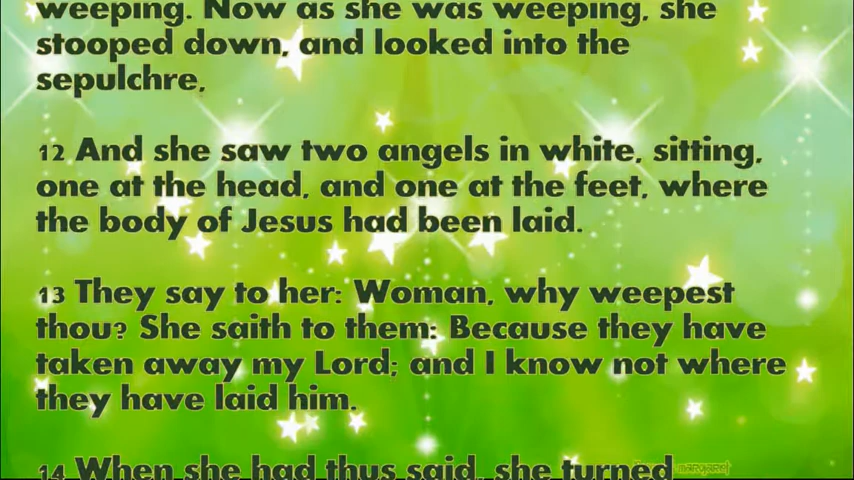 weeping. Now as she was weeping, she
stooped down, and looked into the
sepulchre,
12 And she saw two angels in white, sitting,
one at the head, and one at the feet, where
the body of Jesus had been laid.
13 They say to her: Woman, why weepest
thou? She saith to them: Because they have
taken away my Lord; and I know not where
they have laid him.
14 When she had thus said, she turned